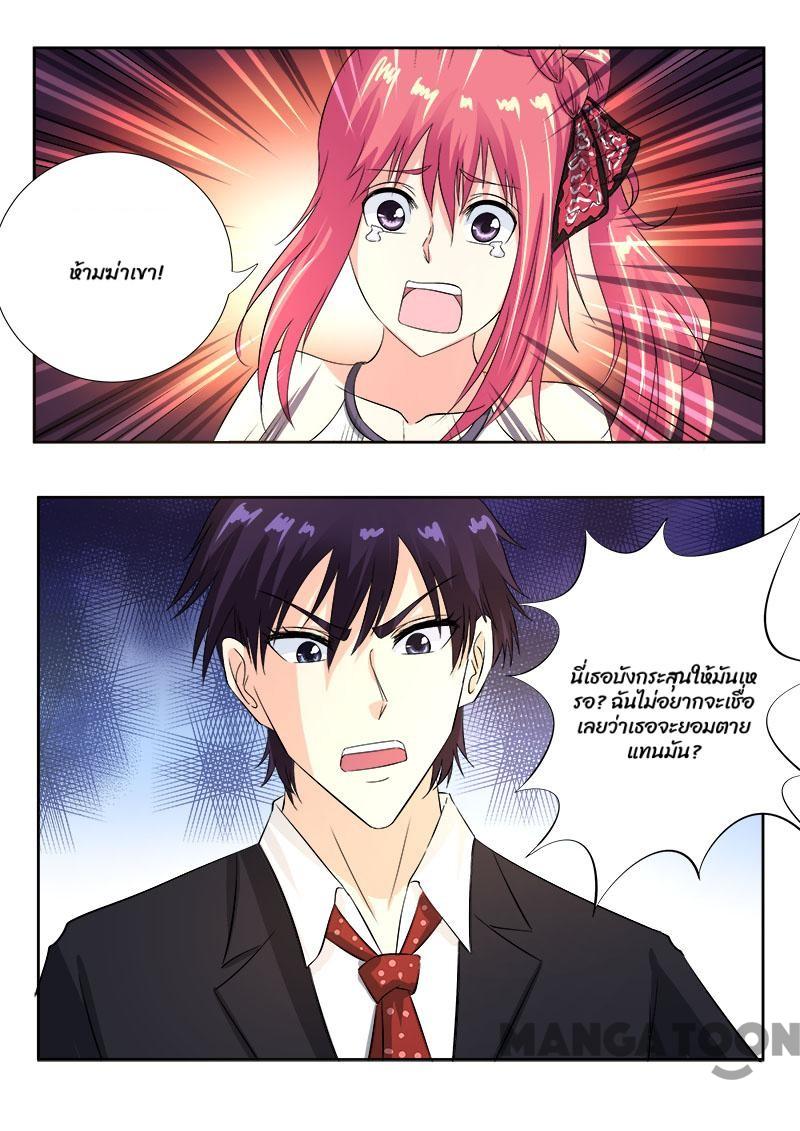 ห้ามฆ่าเขา!
นี่เธอบังกระสุนให้มันเห
รอ? ฉันไม่อยากจะเชื่อ
เลยว่าเธอจะยอมตาย
แทนมัน?
MANGATOON